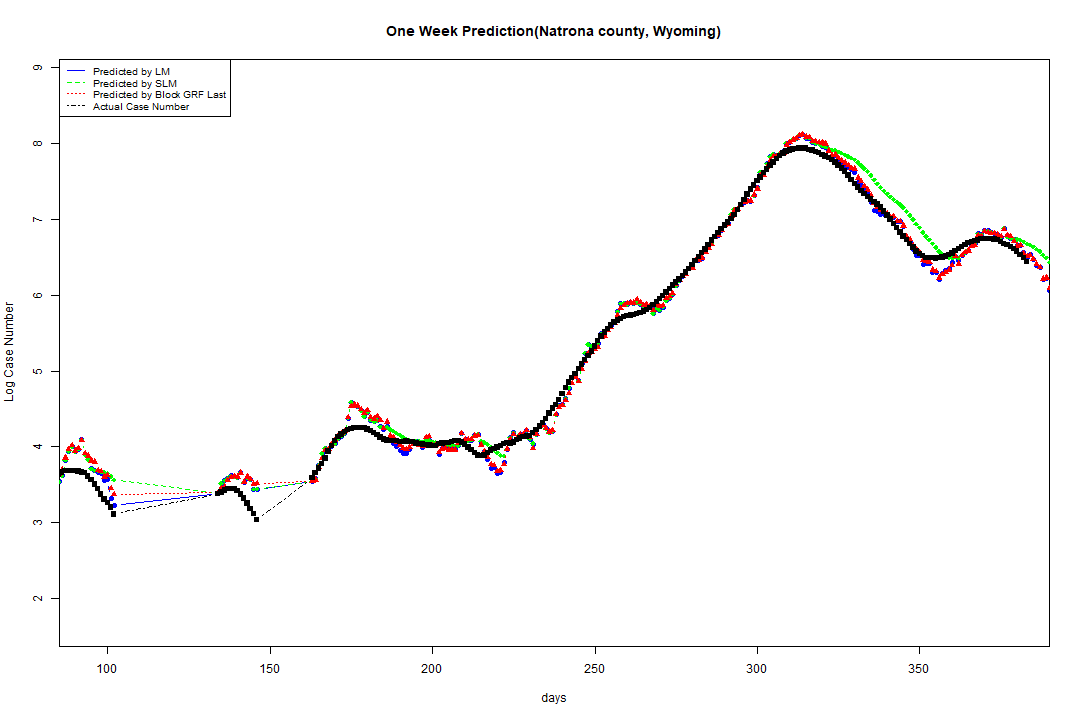 One Week Prediction(Natrona county, Wyoming)
Predicted by LM
Predicted by SLM
Predicted by Block GRF Last
Actual Case Number
Log Case Number
9
8
7
6
5
4
3
2
100 150 200 250 300 350
days